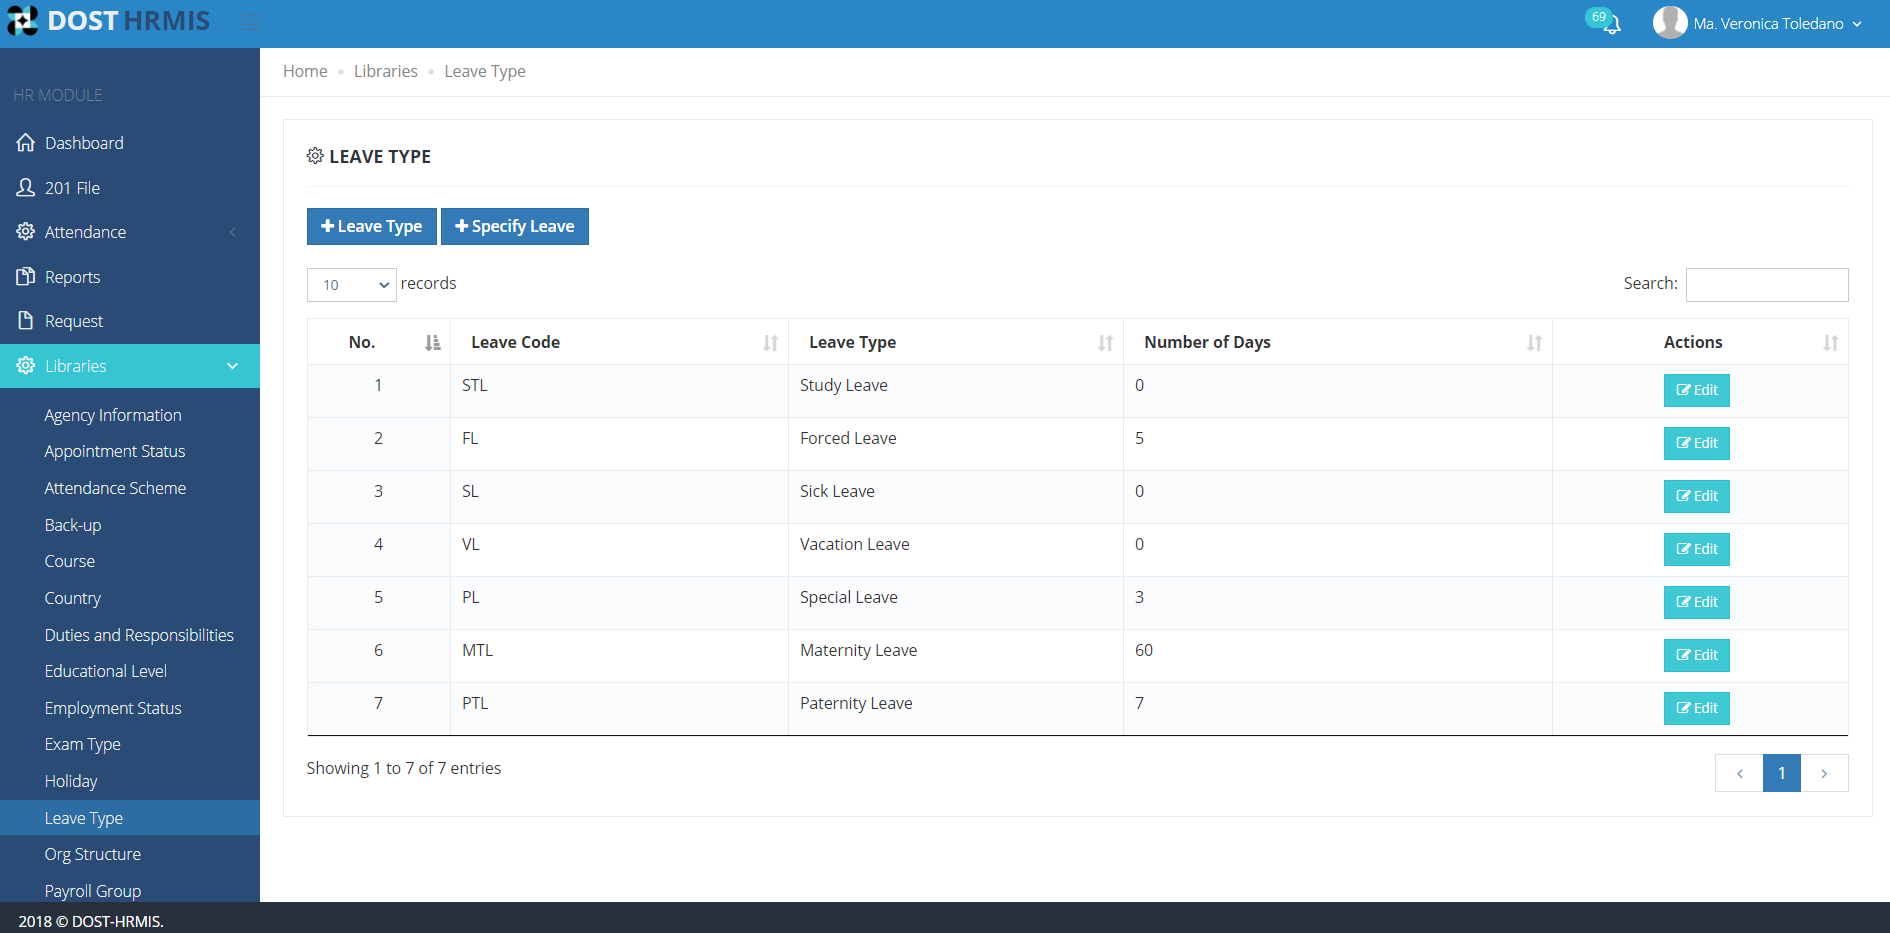 DOST HRMIS
69
Ma. Veronica Toledano
HR MODULE
Dashboard
201 File
Attendance
Reports
Request
Libraries
Agency Information
Appointment Status
Attendance Scheme
Back-up
Course
Country
Duties and Responsibilities
Educational Level
Employment Status
Exam Type
Holiday
Leave Type
Org Structure
Payroll Group
Home Libraries Leave Type
LEAVE TYPE
Leave Type Specify Leave
10 records Search:
No. Leave Code Leave Type Number of Days Actions
1 STL Study Leave 0 Edit
2 FL Forced Leave 5 Edit
3 SL Sick Leave 0 Edit
4 VL Vacation Leave 0 Edit
5 PL Special Leave 3 Edit
6 MTL Maternity Leave 60 Edit
7 PTL Paternity Leave 7 Edit
Showing 1 to 7 of 7 entries
1
2018 © DOST-HRMIS.